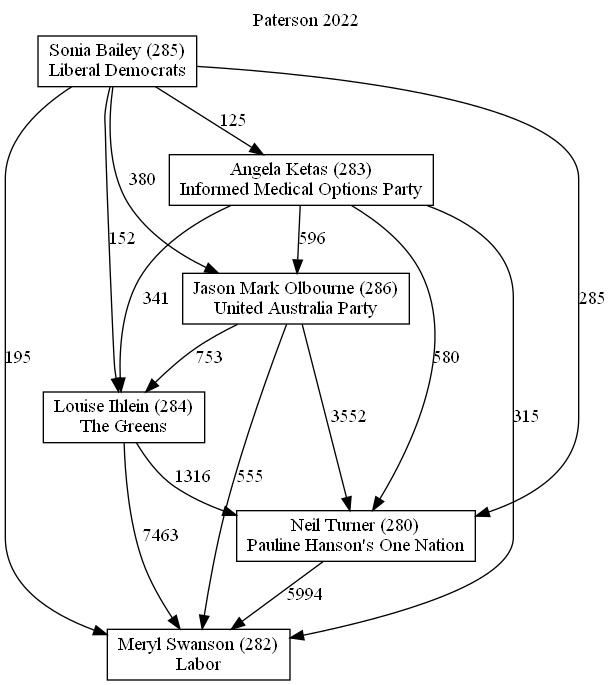 Paterson 2022
Sonia Bailey (285)
Liberal Democrats
125
Angela Ketas (283)
Informed Medical Options Party
380
152
596
285
Jason Mark Olbourne (286)
United Australia Party
341
195
753
580
Louise Ihlein (284)
The Greens
3552
315
1316
555
Neil Turner (280)
Pauline Hanson's One Nation
7463
5994
Meryl Swanson (282)
Labor